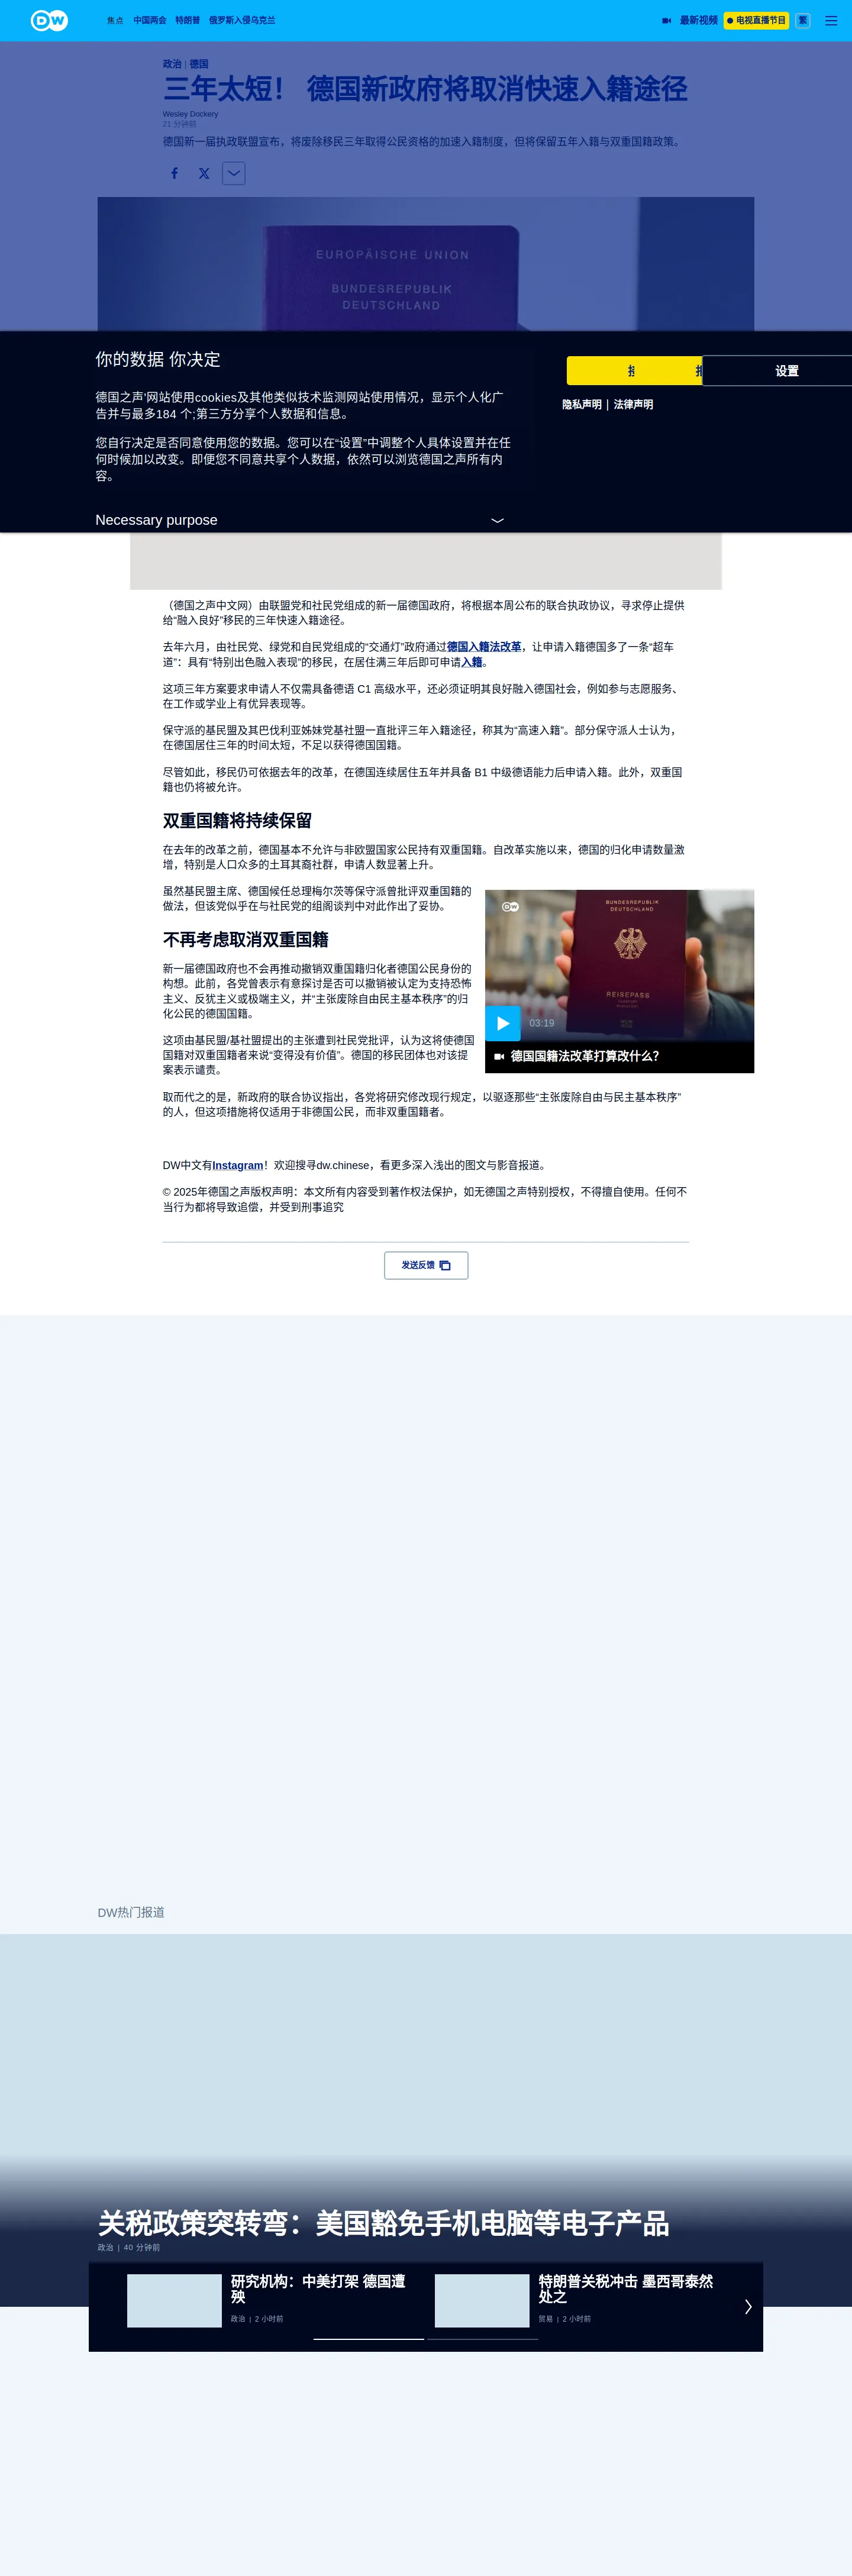 DW
焦点 中国两会 特朗普 俄罗斯入侵乌克兰
最新视频 电视直播节目 繁
政治 | 德国
三年太短！ 德国新政府将取消快速入籍途径
Wesley Dockery
21 分钟前
德国新一届执政联盟宣布，将废除移民三年取得公民资格的加速入籍制度，但将保留五年入籍与双重国籍政策。
EUROPÄISCHE UNION
BUNDESREPUBLIK
DEUTSCHLAND
你的数据 你决定
德国之声'网站使用cookies及其他类似技术监测网站使用情况，显示个人化广
告并与最多184 个;第三方分享个人数据和信息。
您自行决定是否同意使用您的数据。您可以在“设置”中调整个人具体设置并在任
何时候加以改变。即便您不同意共享个人数据，依然可以浏览德国之声所有内
容。
Necessary purpose
设置
隐私声明 | 法律声明
（德国之声中文网）由联盟党和社民党组成的新一届德国政府，将根据本周公布的联合执政协议，寻求停止提供
给“融入良好”移民的三年快速入籍途径。
去年六月，由社民党、绿党和自民党组成的“交通灯”政府通过德国入籍法改革，让申请入籍德国多了一条“超车
道”：具有“特别出色融入表现”的移民，在居住满三年后即可申请入籍。
这项三年方案要求申请人不仅需具备德语 C1 高级水平，还必须证明其良好融入德国社会，例如参与志愿服务、
在工作或学业上有优异表现等。
保守派的基民盟及其巴伐利亚姊妹党基社盟一直批评三年入籍途径，称其为“高速入籍”。部分保守派人士认为，
在德国居住三年的时间太短，不足以获得德国国籍。
尽管如此，移民仍可依据去年的改革，在德国连续居住五年并具备 B1 中级德语能力后申请入籍。此外，双重国
籍也仍将被允许。
双重国籍将持续保留
在去年的改革之前，德国基本不允许与非欧盟国家公民持有双重国籍。自改革实施以来，德国的归化申请数量激
增，特别是人口众多的土耳其裔社群，申请人数显著上升。
虽然基民盟主席、德国候任总理梅尔茨等保守派曾批评双重国籍的
做法，但该党似乎在与社民党的组阁谈判中对此作出了妥协。
不再考虑取消双重国籍
新一届德国政府也不会再推动撤销双重国籍归化者德国公民身份的
构想。此前，各党曾表示有意探讨是否可以撤销被认定为支持恐怖
主义、反犹主义或极端主义，并“主张废除自由民主基本秩序”的归
化公民的德国国籍。
这项由基民盟/基社盟提出的主张遭到社民党批评，认为这将使德国
国籍对双重国籍者来说“变得没有价值”。德国的移民团体也对该提
案表示谴责。
DW
BUNDESREPUBLIK
DEUTSCHLAND
REISEPASS
03:19
德国国籍法改革打算改什么？
取而代之的是，新政府的联合协议指出，各党将研究修改现行规定，以驱逐那些“主张废除自由与民主基本秩序”
的人，但这项措施将仅适用于非德国公民，而非双重国籍者。
DW中文有Instagram！欢迎搜寻dw.chinese，看更多深入浅出的图文与影音报道。
© 2025年德国之声版权声明：本文所有内容受到著作权法保护，如无德国之声特别授权，不得擅自使用。任何不
当行为都将导致追偿，并受到刑事追究
发送反馈
DW热门报道
关税政策突转弯：美国豁免手机电脑等电子产品
政治 | 40 分钟前
研究机构：中美打架 德国遭
殃
政治 | 2 小时前
特朗普关税冲击 墨西哥泰然
处之
贸易 | 2 小时前